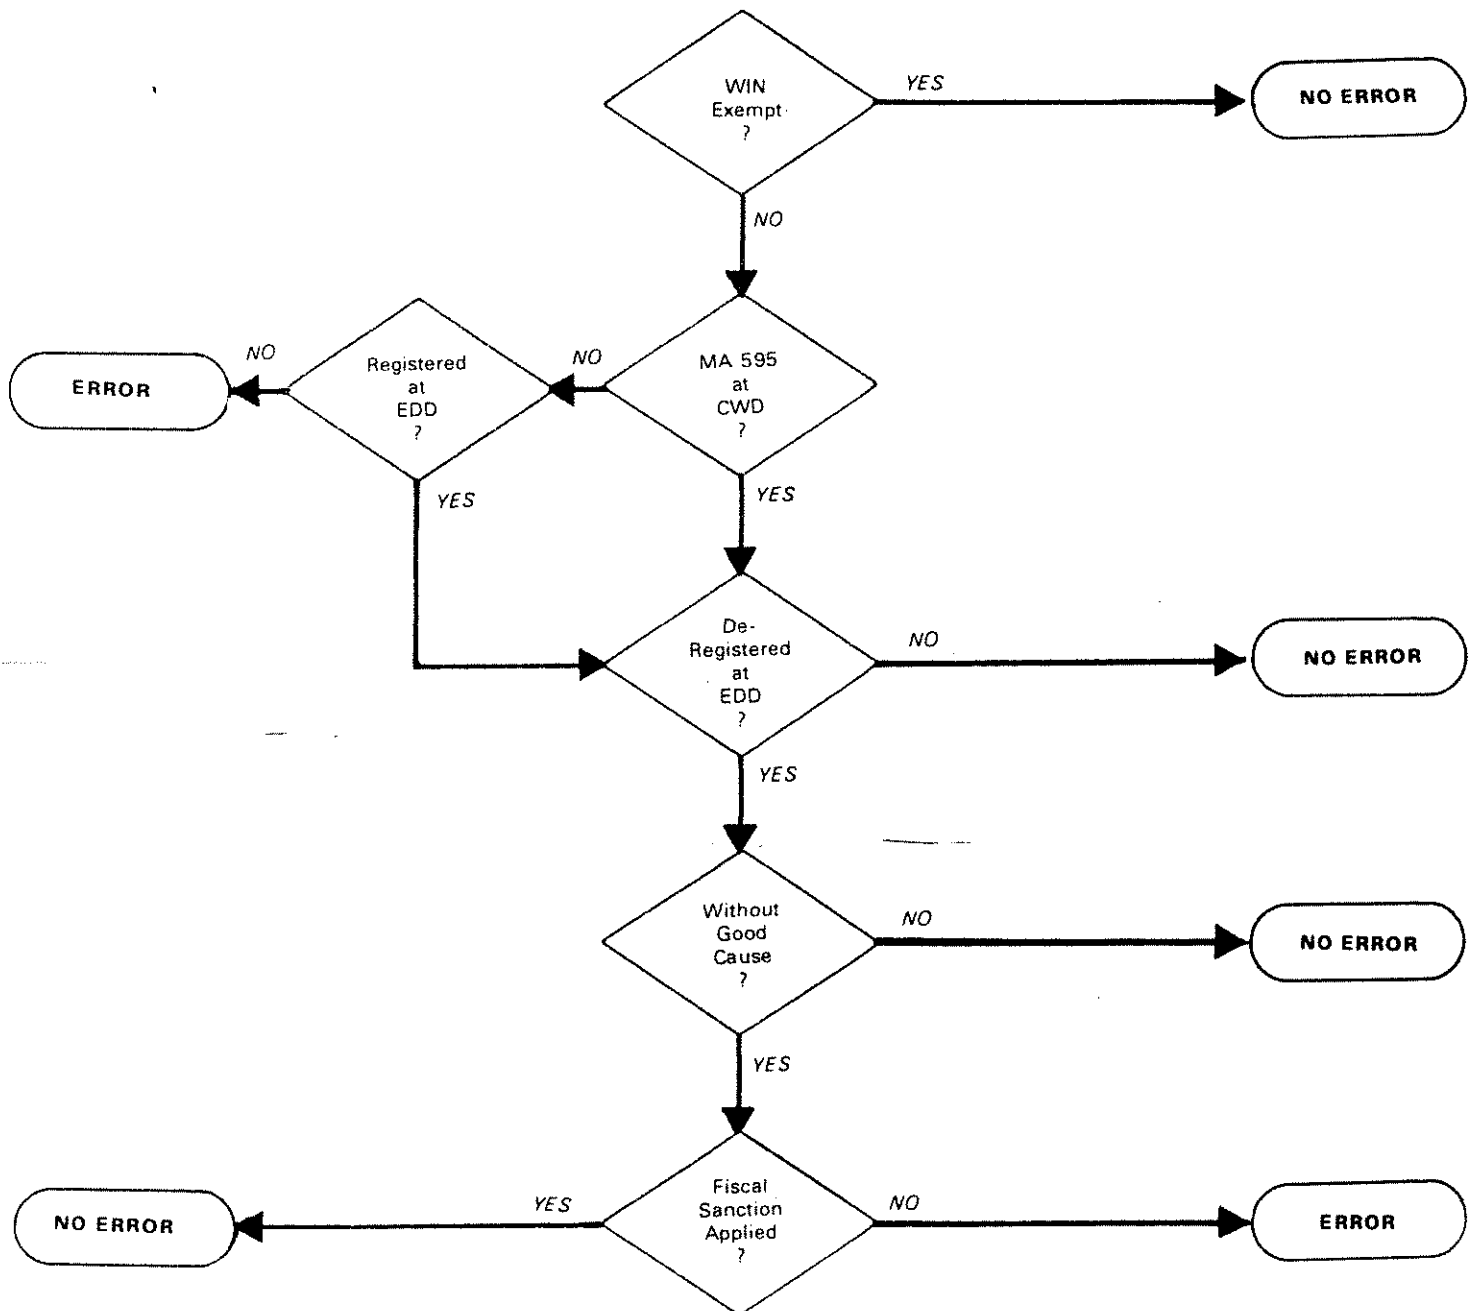 WIN
Exempt
?
YES
NO ERROR
NO
ERROR
NO
Registered
at
EDD
?
NO
MA 595
at
CWD
?
YES
YES
De-
Registered
at
EDD
?
NO
NO ERROR
YES
Without
Good
Cause
?
NO
NO ERROR
YES
NO ERROR
YES
Fiscal
Sanction
Applied
?
NO
ERROR